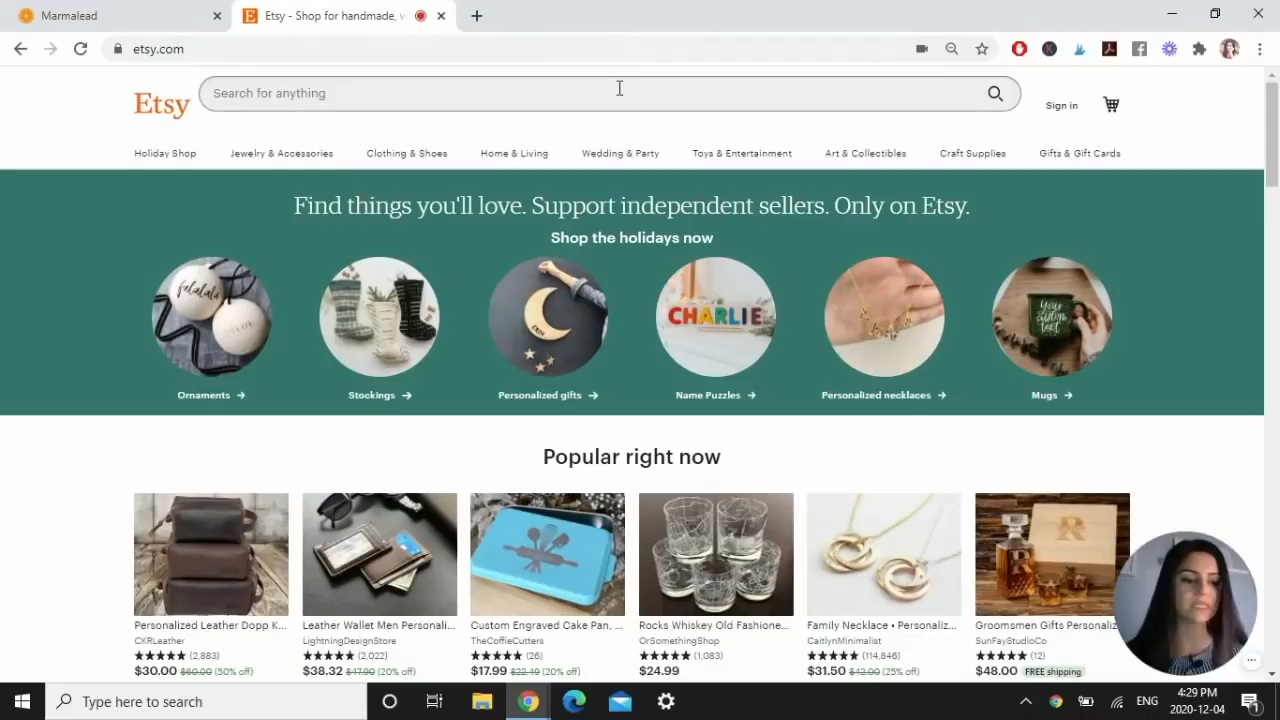 Marmalead
Etsy - Shop for handmade, v
etsy.com
Etsy
Search for anything
Sign in
Holiday Shop
Jewelry & Accessories
Clothing & Shoes
Home & Living
Wedding & Party
Toys & Entertainment
Art & Collectibles
Craft Supplies
Gifts & Gift Cards
Find things you'll love. Support independent sellers. Only on Etsy.
Shop the holidays now
falalala
CHARLIE
Your
custom
text
Ornaments →
Stockings →
Personalized gifts →
Name Puzzles →
Personalized necklaces →
Mugs →
Popular right now
R
Personalized Leather Dopp K...
CKRLeather
★★★★★ (2,883)
$30.00 $60.00 (50% off)
Leather Wallet Men Personali...
LightningDesignStore
★★★★★ (2,022)
$38.32 $47.90 (20% off)
Custom Engraved Cake Pan, ...
TheCoffieCutters
★★★★★ (26)
$17.99 $22.49 (20% off)
Rocks Whiskey Old Fashione...
OrSomethingShop
★★★★★ (1,083)
$24.99
Family Necklace • Personaliz...
CaitlynMinimalist
★★★★★ (114,846)
$31.50 $42.00 (25% off)
Groomsmen Gifts Personaliz
SunFayStudioCo
★★★★★ (12)
$48.00 FREE shipping
Type here to search
ENG
4:29 PM
2020-12-04